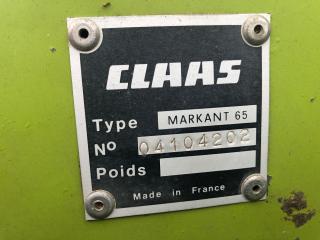 CLAAS
Type MARKANT 65
No 04104202
Poids
Made in France